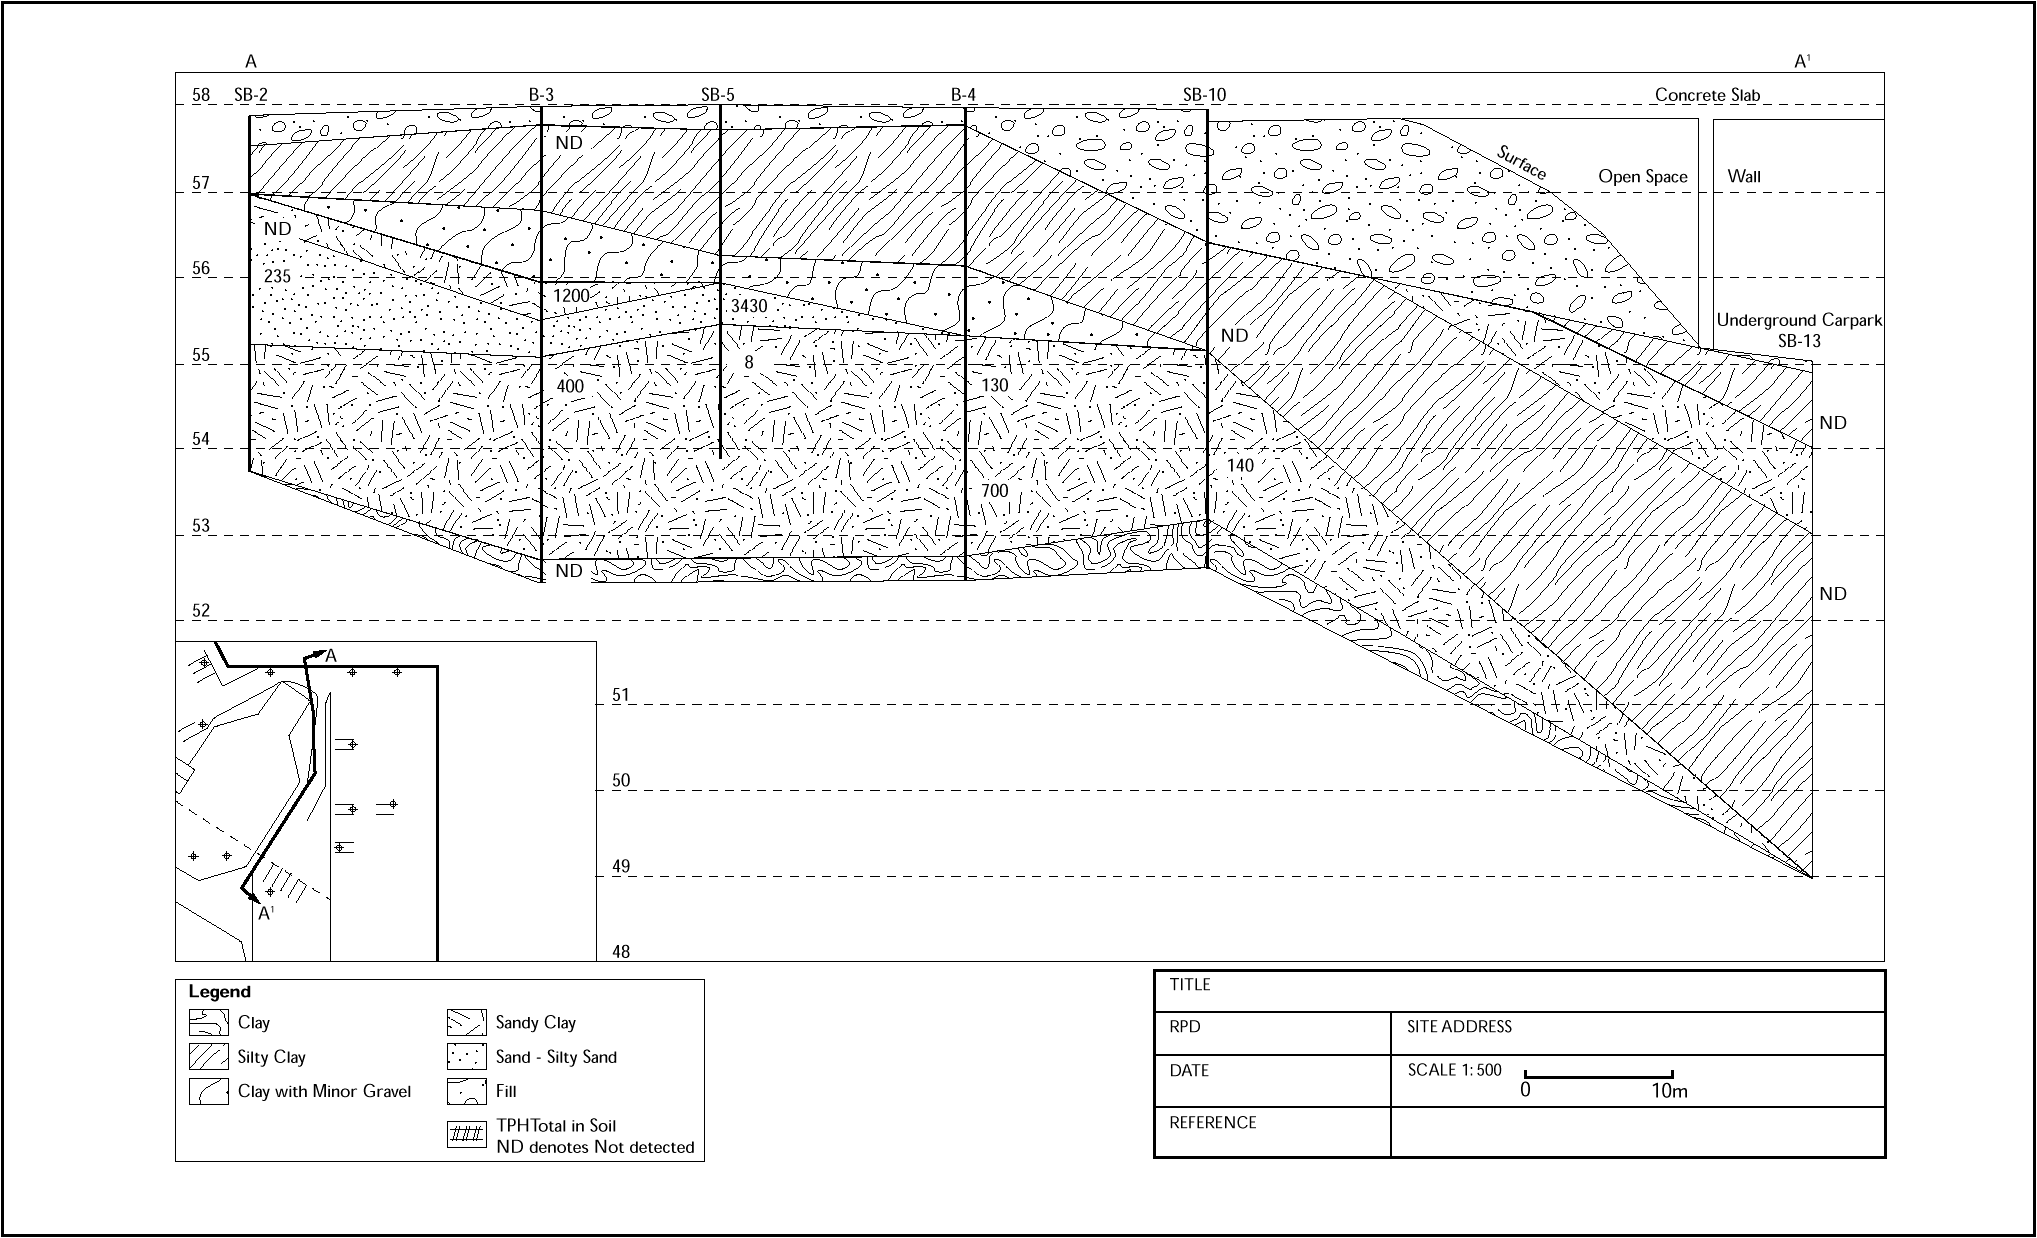 A A¹
58 SB-2 B-3 SB-5 B-4 SB-10 Concrete Slab
ND
Surface
57 Open Space Wall
ND
56 235
1200
3430
Underground Carpark
ND SB-13
55 8
400 130
ND
54
140
700
53
ND
ND
52
A
51
50
49
A¹
48
Legend
Clay
Silty Clay
Clay with Minor Gravel
Sandy Clay
Sand - Silty Sand
Fill
TPH Total in Soil
ND denotes Not detected
TITLE
RPD SITE ADDRESS
DATE SCALE 1:500
0 10m
REFERENCE